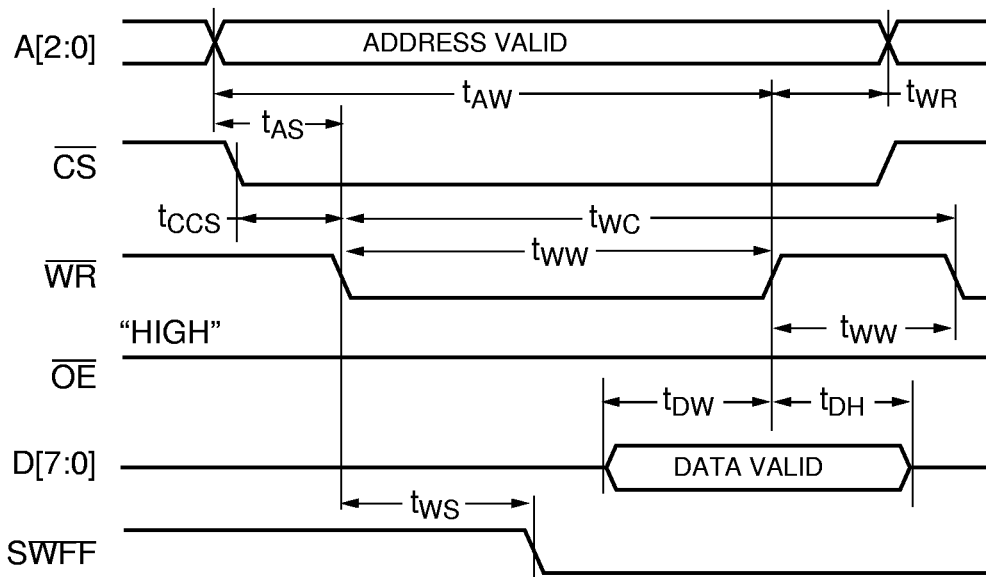 A[2:0]
ADDRESS VALID
tAW
tWR
tAS
CS
tCCS
tWC
tWW
WR
"HIGH"
tWW
OE
tDW
tDH
D[7:0]
DATA VALID
tWS
SWFF